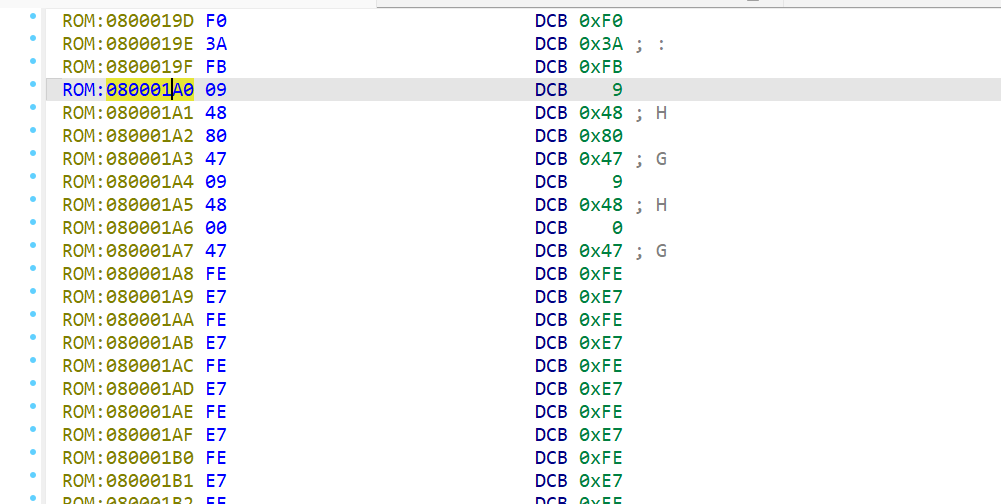 ROM:0800019D F0 DCB 0xF0
ROM:0800019E 3A DCB 0x3A ; :
ROM:0800019F FB DCB 0xFB
ROM:080001A0 09 DCB 9
ROM:080001A1 48 DCB 0x48 ; H
ROM:080001A2 80 DCB 0x80
ROM:080001A3 47 DCB 0x47 ; G
ROM:080001A4 09 DCB 9
ROM:080001A5 48 DCB 0x48 ; H
ROM:080001A6 00 DCB 0
ROM:080001A7 47 DCB 0x47 ; G
ROM:080001A8 FE DCB 0xFE
ROM:080001A9 E7 DCB 0xE7
ROM:080001AA FE DCB 0xFE
ROM:080001AB E7 DCB 0xE7
ROM:080001AC FE DCB 0xFE
ROM:080001AD E7 DCB 0xE7
ROM:080001AE FE DCB 0xFE
ROM:080001AF E7 DCB 0xE7
ROM:080001B0 FE DCB 0xFE
ROM:080001B1 E7 DCB 0xE7
ROM:080001B2 FE DCB 0xFE